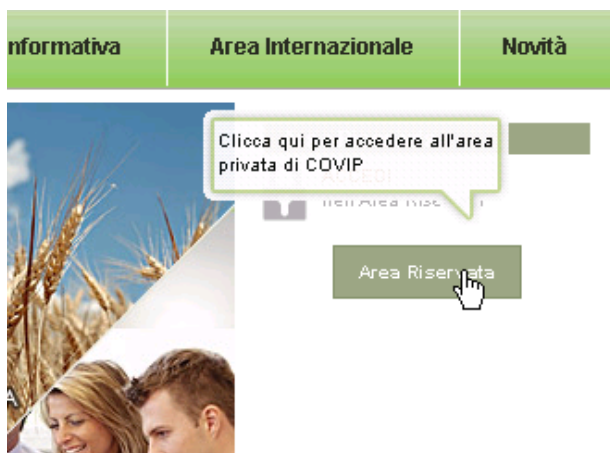 nformativa
Area Internazionale
Novità
Clicca qui per accedere all'area
privata di COVIP
Area Riservata